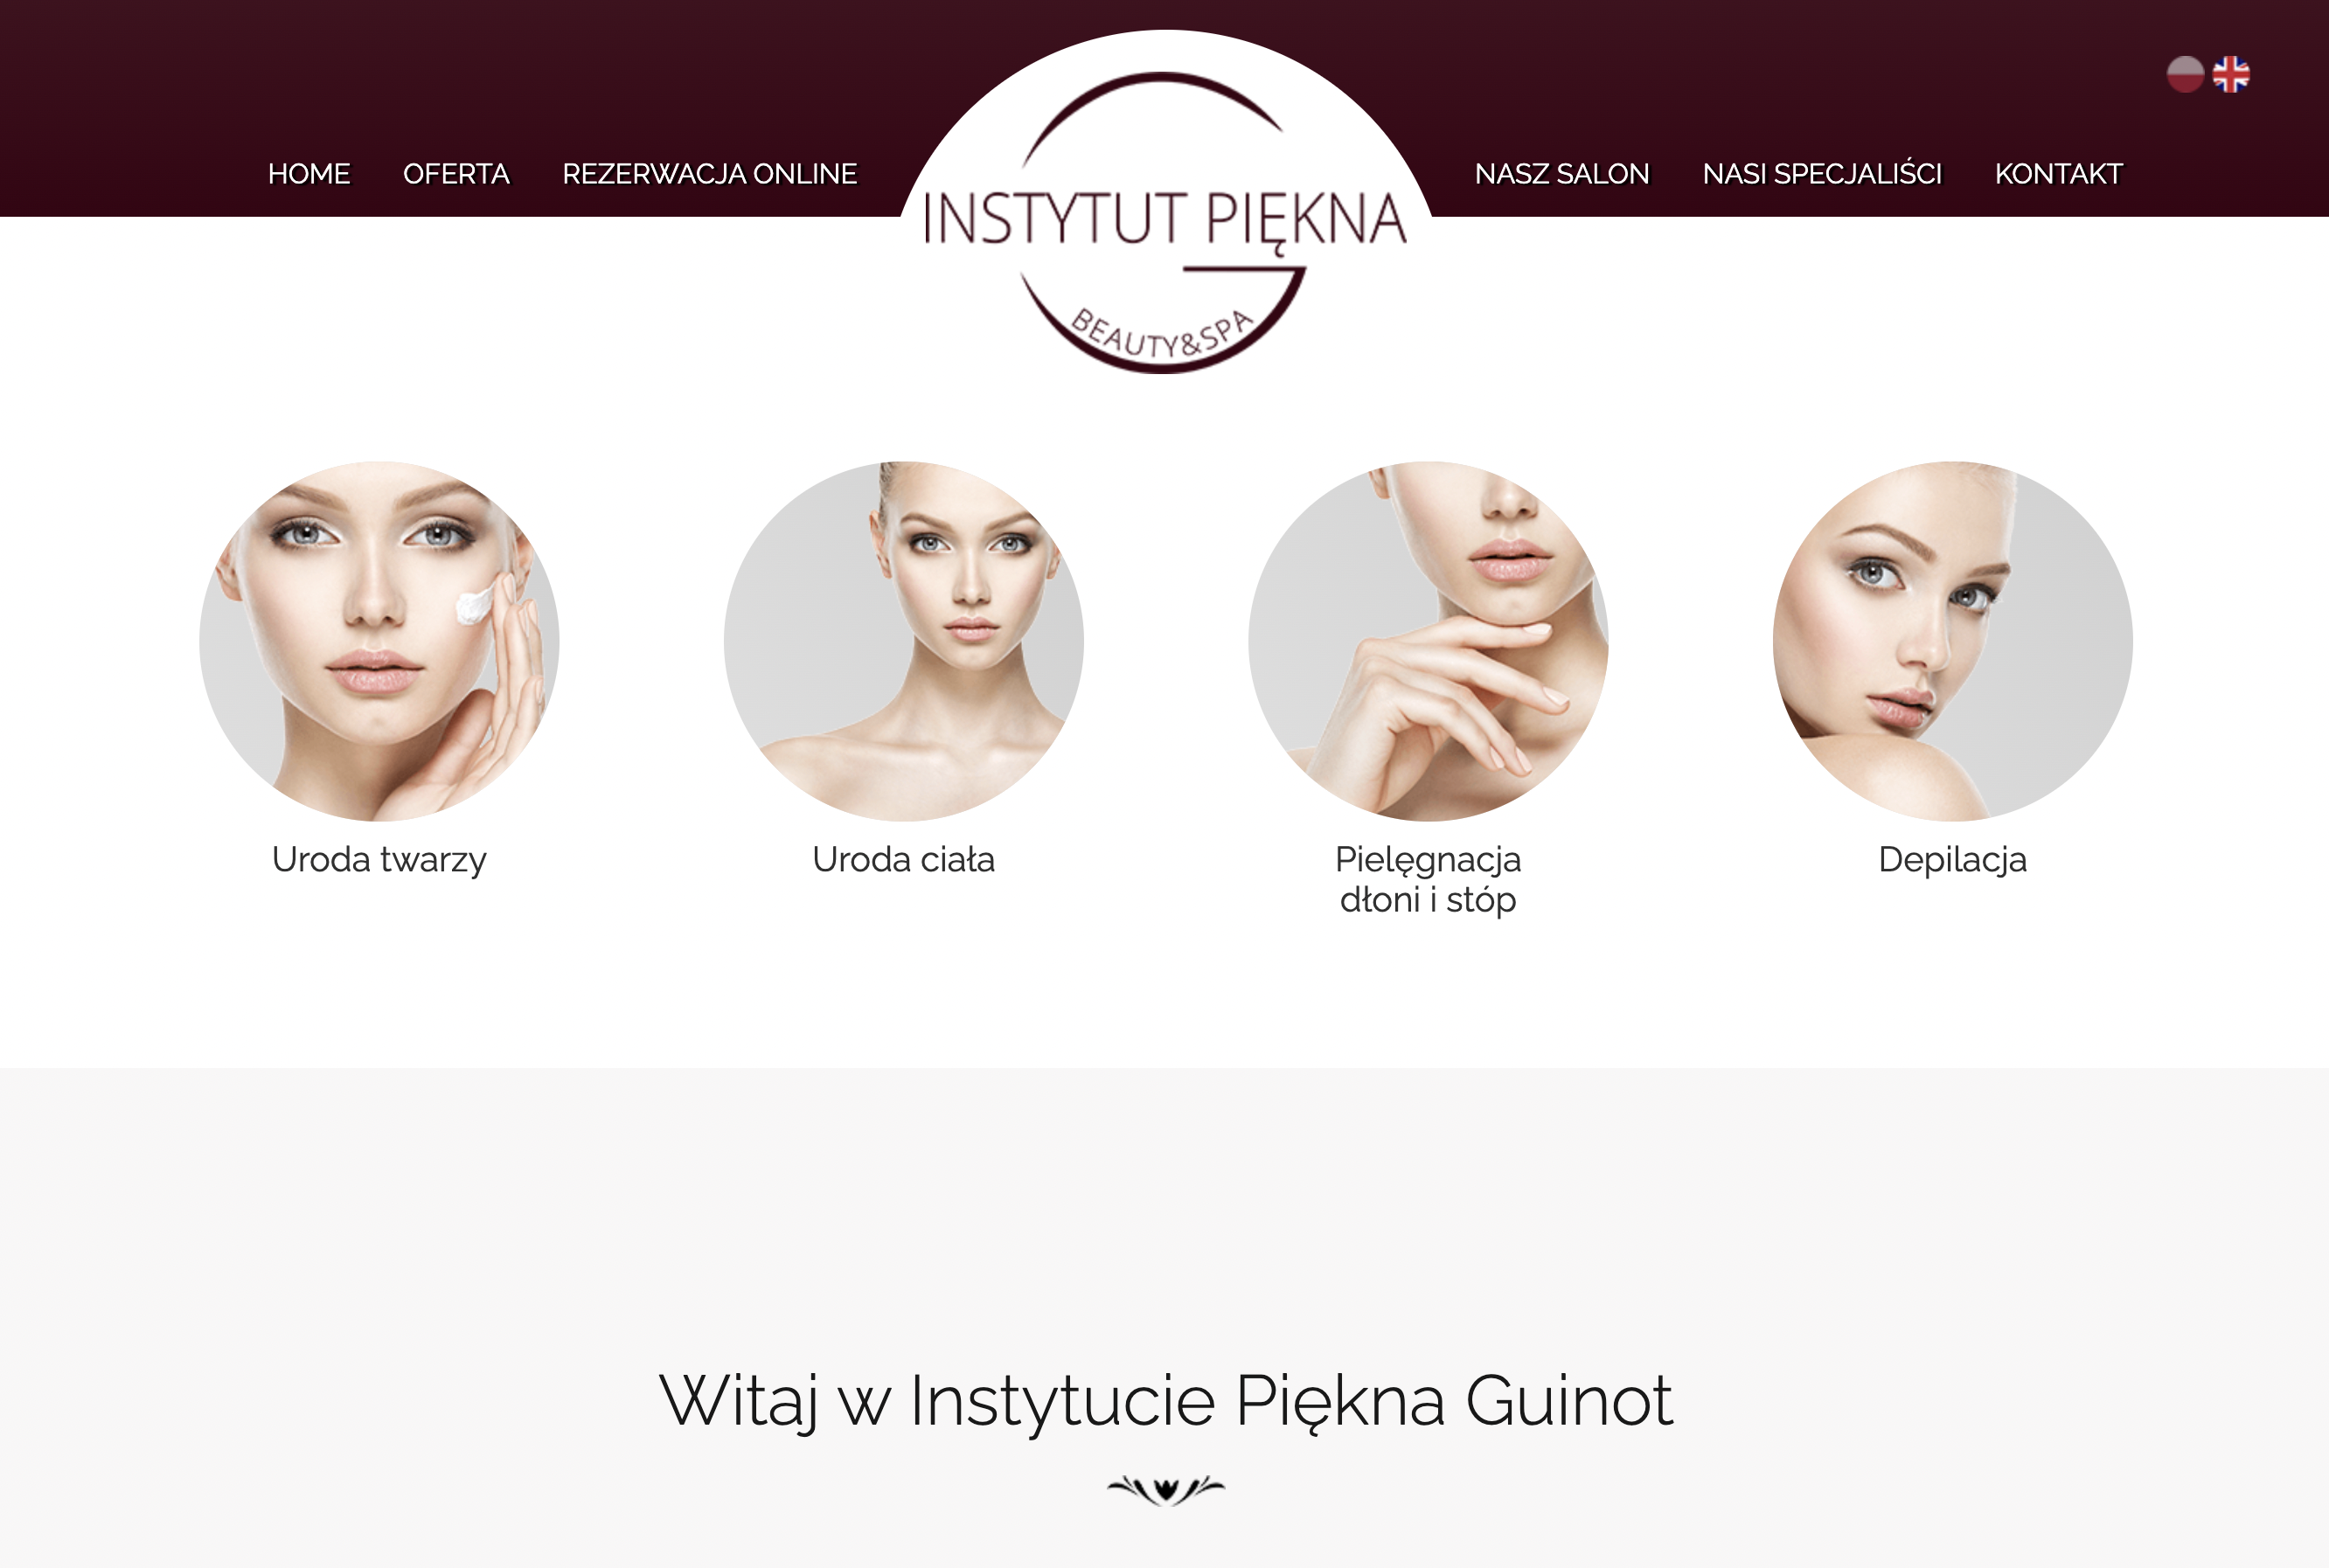 HOME
OFERTA
REZERWACJA ONLINE
INSTYTUT PIĘKNA
BEAUTY&SPA
NASZ SALON
NASI SPECJALIŚCI
KONTAKT
Uroda twarzy
Uroda ciała
Pielęgnacja
dłoni i stóp
Depilacja
Witaj w Instytucie Piękna Guinot